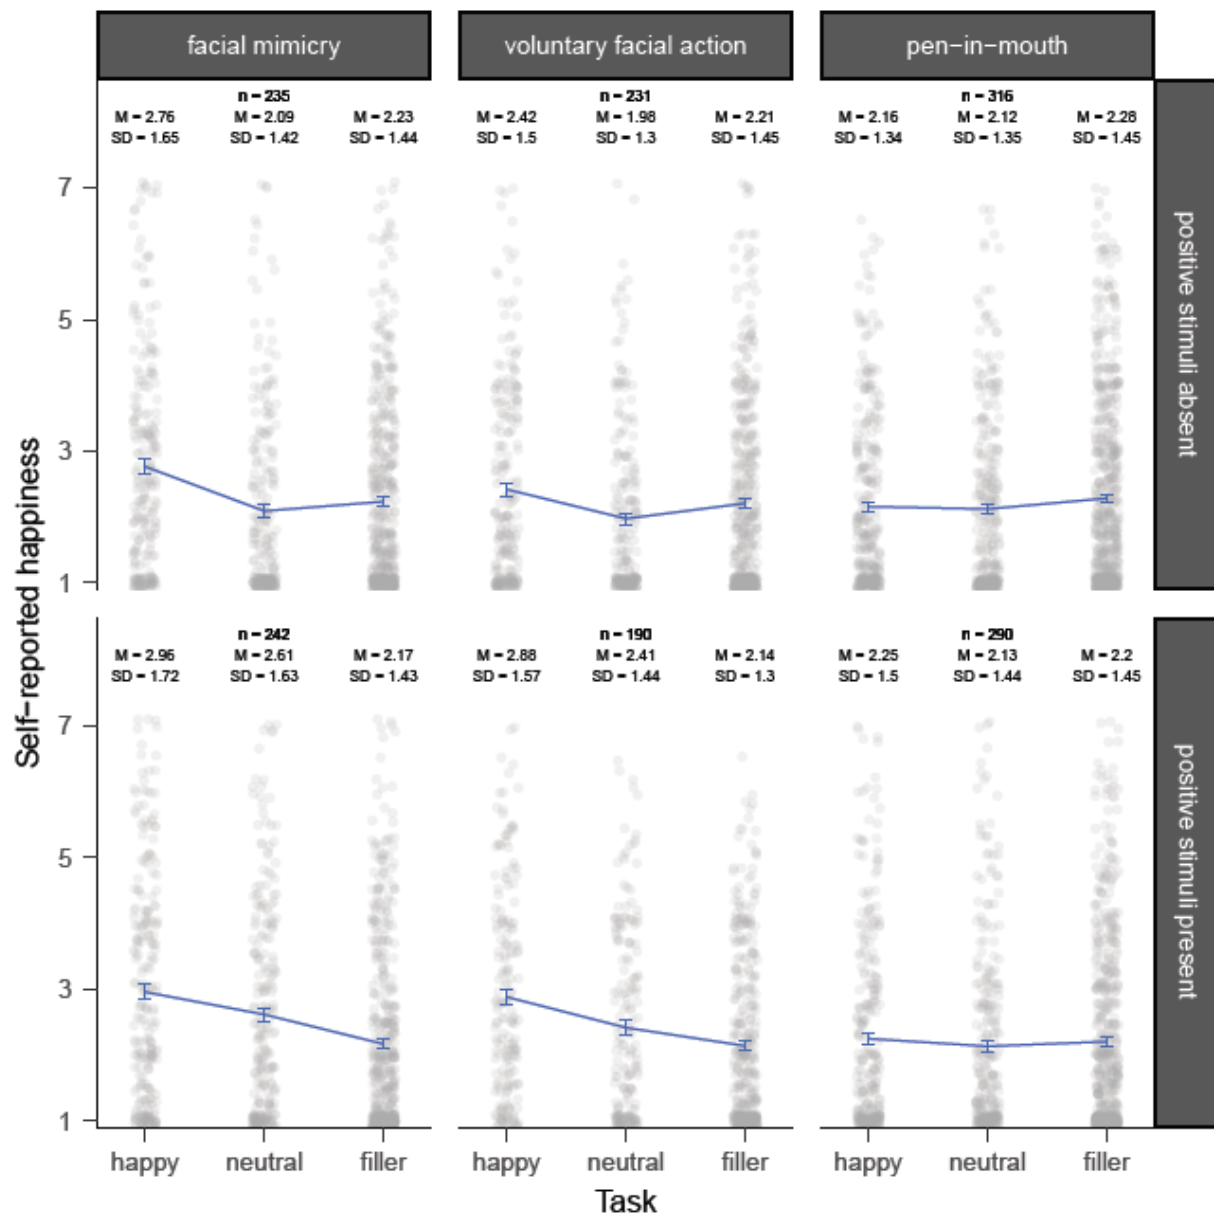 facial mimicry
voluntary facial action
pen-in-mouth
n = 235
M = 2.76 M = 2.09 M = 2.23
SD = 1.65 SD = 1.42 SD = 1.44
n = 231
M = 2.42 M = 1.98 M = 2.21
SD = 1.5 SD = 1.3 SD = 1.45
n = 316
M = 2.16 M = 2.12 M = 2.28
SD = 1.34 SD = 1.35 SD = 1.45
7
5
3
1
positive stimuli absent
Self-reported happiness
n = 242
M = 2.96 M = 2.61 M = 2.17
SD = 1.72 SD = 1.63 SD = 1.43
n = 190
M = 2.88 M = 2.41 M = 2.14
SD = 1.57 SD = 1.44 SD = 1.3
n = 290
M = 2.25 M = 2.13 M = 2.2
SD = 1.5 SD = 1.44 SD = 1.45
7
5
3
1
positive stimuli present
happy neutral filler
happy neutral filler
happy neutral filler
Task